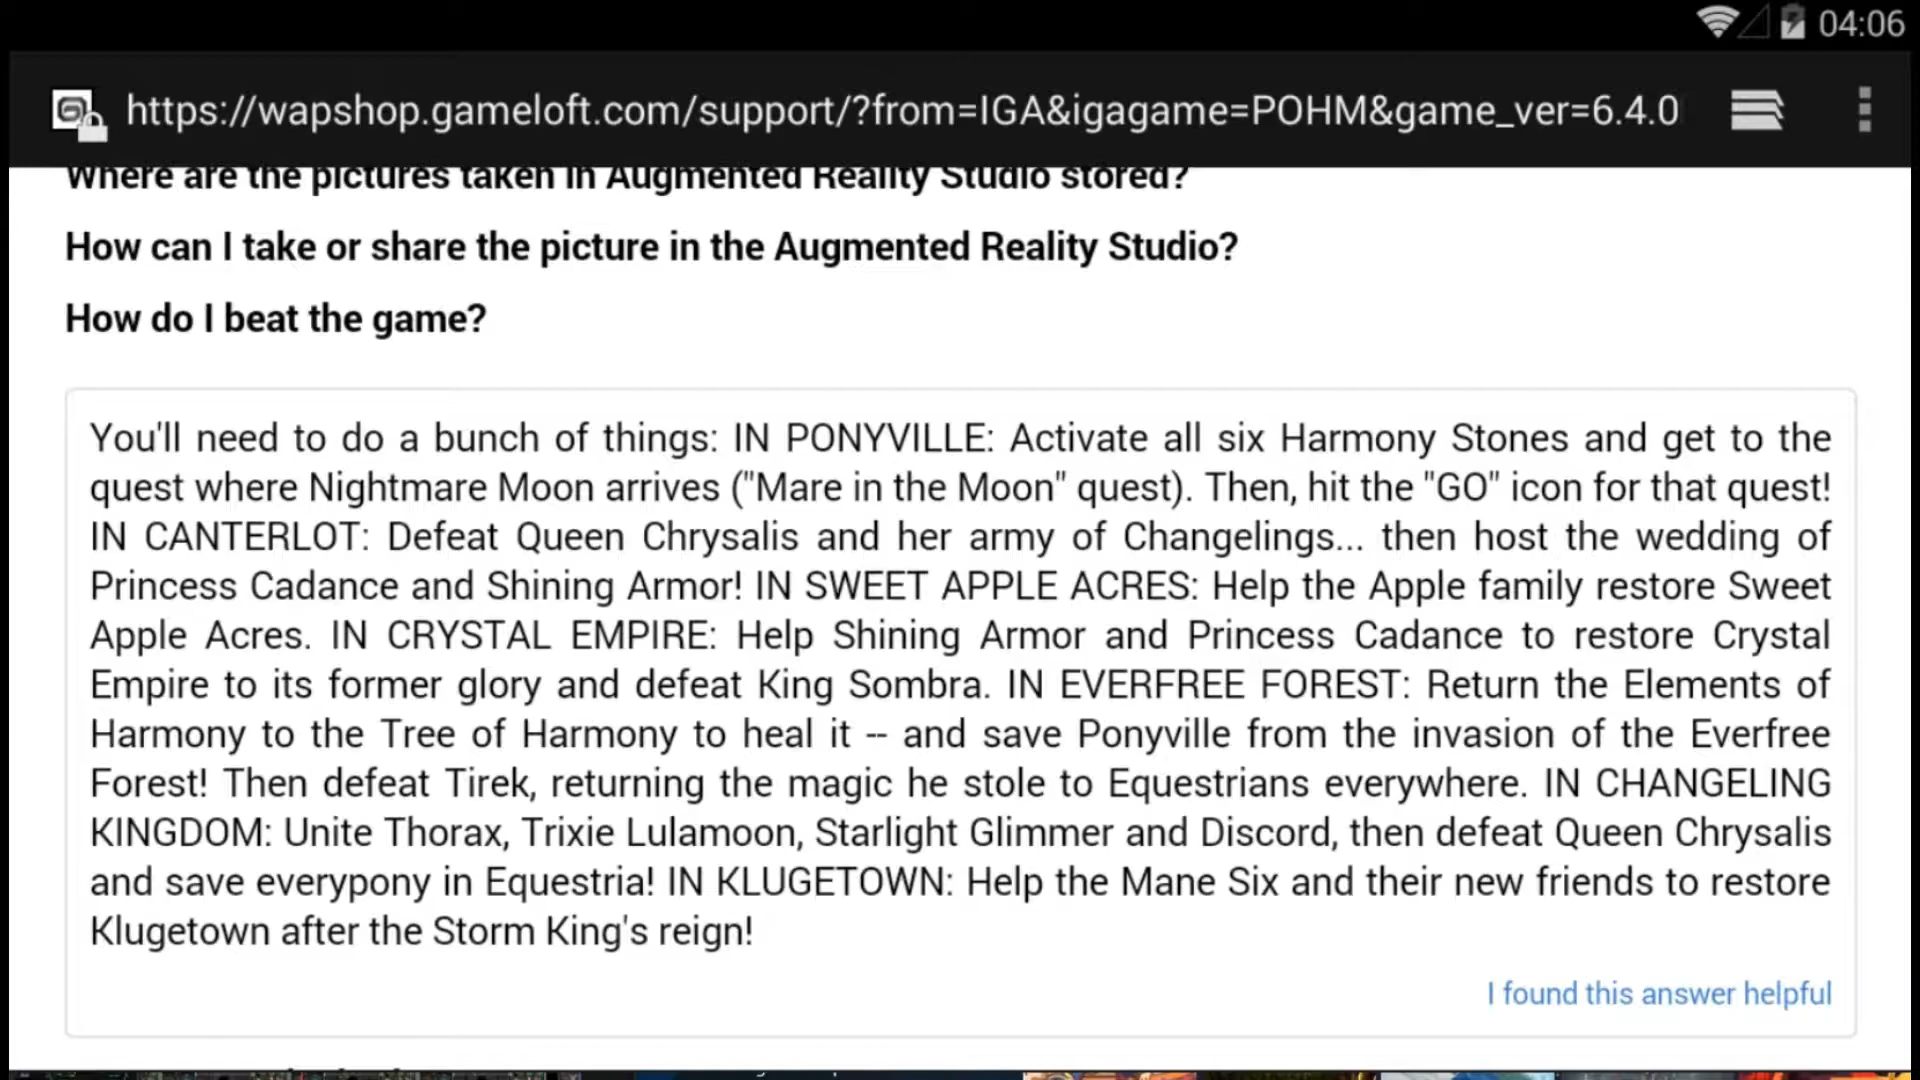 04:06
https://wapshop.gameloft.com/support/?from=IGA&igagame=POHM&game_ver=6.4.0
Where are the pictures taken in Augmented Reality Studio stored?
How can I take or share the picture in the Augmented Reality Studio?
How do I beat the game?
You'll need to do a bunch of things: IN PONYVILLE: Activate all six Harmony Stones and get to the
quest where Nightmare Moon arrives ("Mare in the Moon" quest). Then, hit the "GO" icon for that quest!
IN CANTERLOT: Defeat Queen Chrysalis and her army of Changelings... then host the wedding of
Princess Cadance and Shining Armor! IN SWEET APPLE ACRES: Help the Apple family restore Sweet
Apple Acres. IN CRYSTAL EMPIRE: Help Shining Armor and Princess Cadance to restore Crystal
Empire to its former glory and defeat King Sombra. IN EVERFREE FOREST: Return the Elements of
Harmony to the Tree of Harmony to heal it -- and save Ponyville from the invasion of the Everfree
Forest! Then defeat Tirek, returning the magic he stole to Equestrians everywhere. IN CHANGELING
KINGDOM: Unite Thorax, Trixie Lulamoon, Starlight Glimmer and Discord, then defeat Queen Chrysalis
and save everypony in Equestria! IN KLUGETOWN: Help the Mane Six and their new friends to restore
Klugetown after the Storm King's reign!
I found this answer helpful